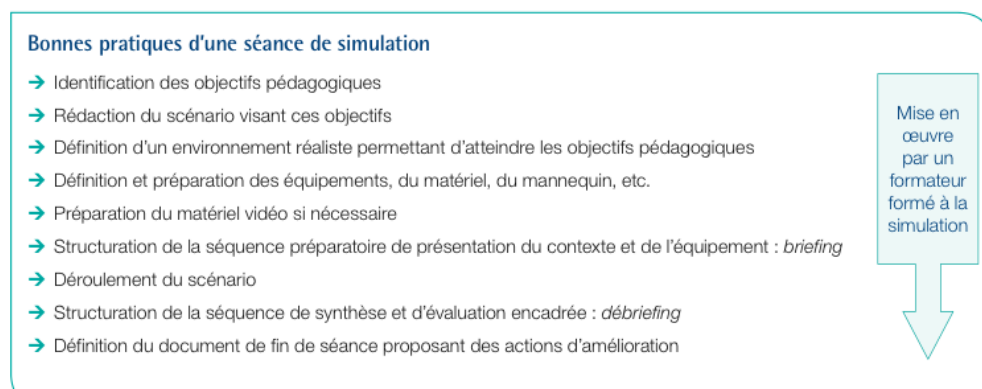 Bonnes pratiques d'une séance de simulation
→ Identification des objectifs pédagogiques
→ Rédaction du scénario visant ces objectifs
→ Définition d'un environnement réaliste permettant d'atteindre les objectifs pédagogiques
→ Définition et préparation des équipements, du matériel, du mannequin, etc.
→ Préparation du matériel vidéo si nécessaire
→ Structuration de la séquence préparatoire de présentation du contexte et de l'équipement : briefing
→ Déroulement du scénario
→ Structuration de la séquence de synthèse et d'évaluation encadrée : débriefing
→ Définition du document de fin de séance proposant des actions d'amélioration
Mise en
œuvre
par un
formateur
formé à la
simulation